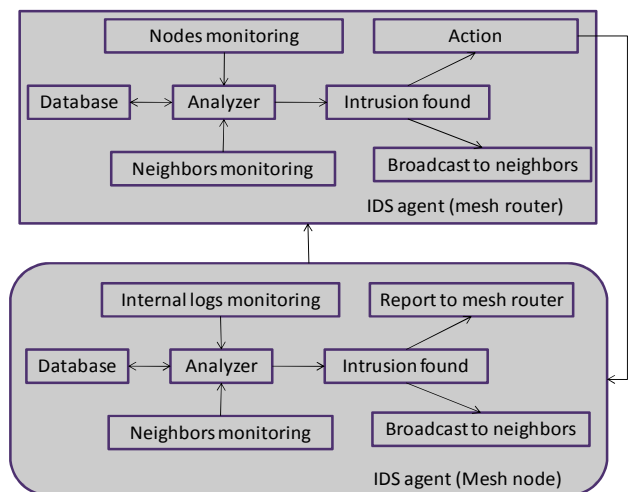 Nodes monitoring
Action
Database
Analyzer
Intrusion found
Neighbors monitoring
Broadcast to neighbors
IDS agent (mesh router)
Internal logs monitoring
Report to mesh router
Database
Analyzer
Intrusion found
Neighbors monitoring
Broadcast to neighbors
IDS agent (Mesh node)